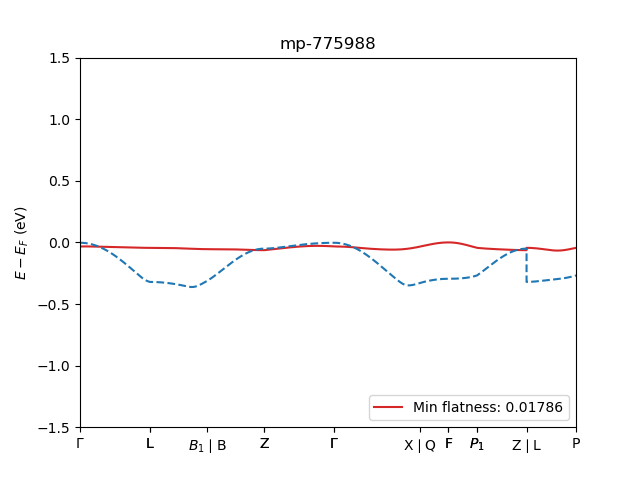 mp-775988
1.5
1.0
0.5
0.0
−0.5
−1.0
−1.5
E − E_F (eV)
Min flatness: 0.01786
Γ L B₁ | B Z Γ X | Q F P₁ Z | L P